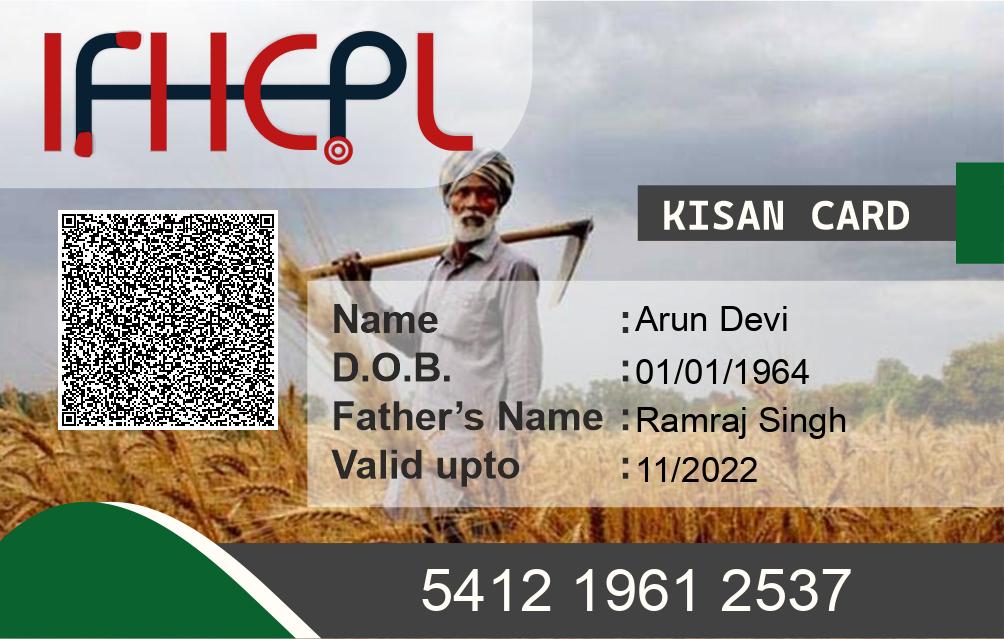 IFHEPL
KISAN CARD
Name : Arun Devi
D.O.B. : 01/01/1964
Father’s Name : Ramraj Singh
Valid upto : 11/2022
5412 1961 2537